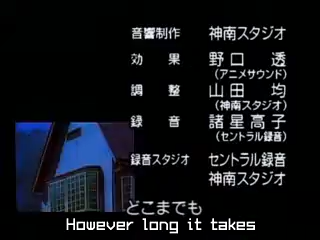 音響制作 神南スタジオ
効果 野口 透
(アニメサウンド)
調整 山田 均
(神南スタジオ)
録音 諸星高子
(セントラル録音)
録音スタジオ セントラル録音
神南スタジオ
どこまでも
However long it takes